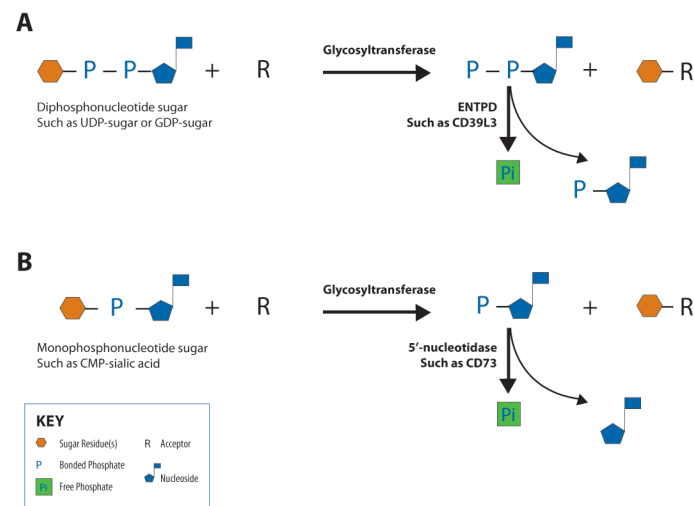 A
Glycosyltransferase
P – P + R P – P + R
Diphosphonucleotide sugar
Such as UDP-sugar or GDP-sugar
ENTPD
Such as CD39L3
Pi
P
B
Glycosyltransferase
P + R P + R
Monophosphonucleotide sugar
Such as CMP-sialic acid
5′-nucleotidase
Such as CD73
Pi
KEY
Sugar Residue(s) R Acceptor
P Bonded Phosphate
Nucleoside
Pi Free Phosphate